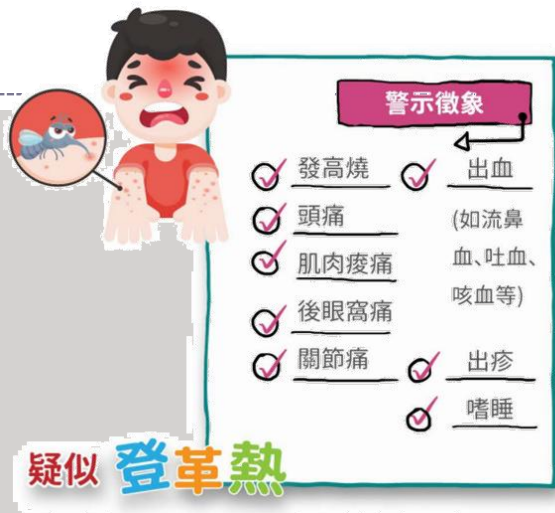 警示徵象
發高燒
頭痛
肌肉痠痛
後眼窩痛
關節痛
出血
(如流鼻
血、吐血、
咳血等)
出疹
嗜睡
疑似 登革熱